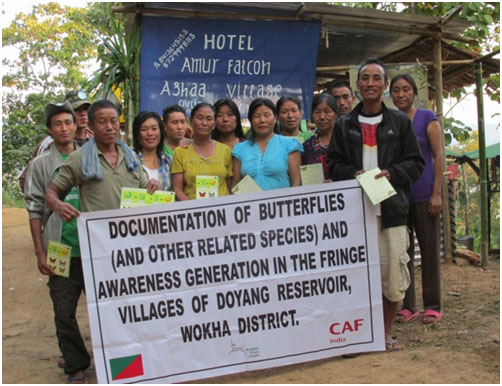 HOTEL
AMUR FALCON
ASHAA VILLAGE
DOCUMENTATION OF BUTTERFLIES
(AND OTHER RELATED SPECIES) AND
AWARENESS GENERATION IN THE FRINGE
VILLAGES OF DOYANG RESERVOIR,
WOKHA DISTRICT.
CAF
India